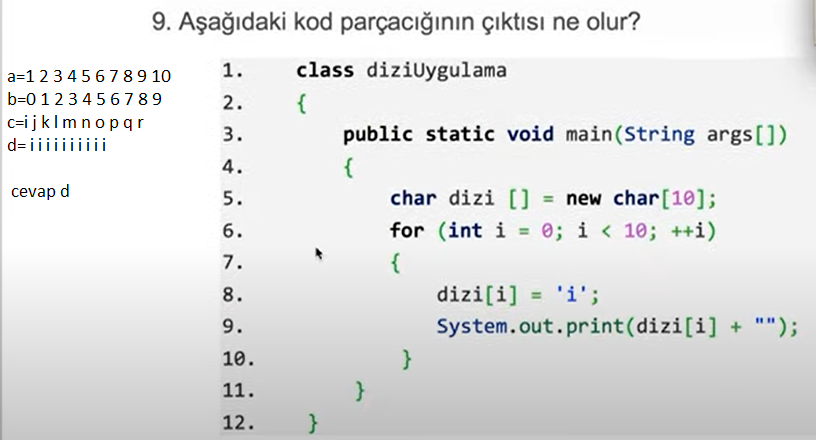 9. Aşağıdaki kod parçacığının çıktısı ne olur?
a=1 2 3 4 5 6 7 8 9 10
b=0 1 2 3 4 5 6 7 8 9
c=i j k l m n o p q r
d= i i i i i i i i i i
cevap d
1. class diziUygulama
2. {
3. public static void main(String args[])
4. {
5. char dizi [] = new char[10];
6. for (int i = 0; i < 10; ++i)
7. {
8. dizi[i] = 'i';
9. System.out.print(dizi[i] + "");
10. }
11. }
12. }